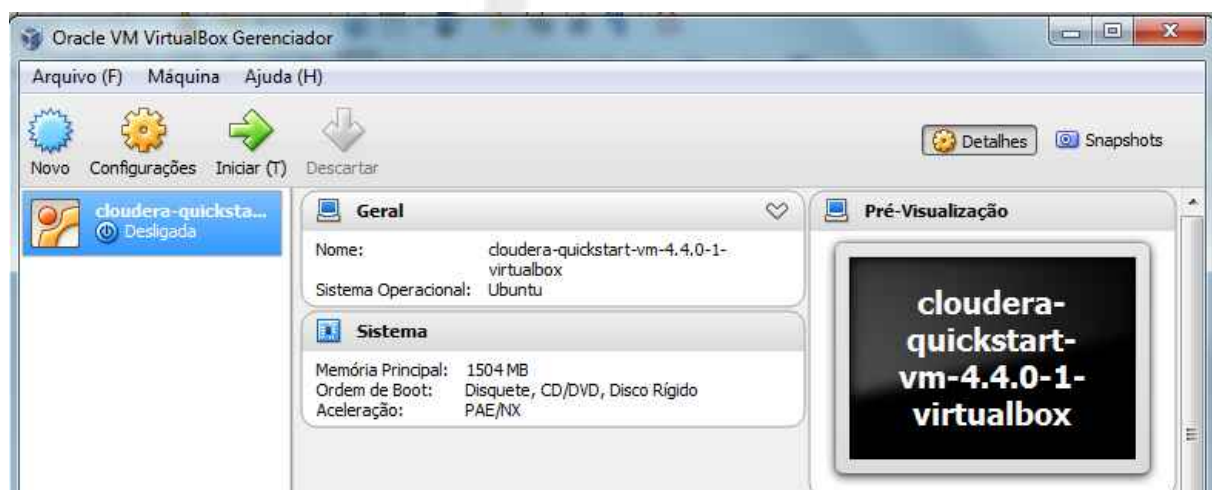 Oracle VM VirtualBox Gerenciador
Arquivo (F) Máquina Ajuda (H)
Novo Configurações Iniciar (T) Descartar
Detalhes Snapshots
cloudera-quicksta...
Desligada
Geral
Nome: cloudera-quickstart-vm-4.4.0-1-
virtualbox
Sistema Operacional: Ubuntu
Sistema
Memória Principal: 1504 MB
Ordem de Boot: Disquete, CD/DVD, Disco Rígido
Aceleração: PAE/NX
Pré-Visualização
cloudera-
quickstart-
vm-4.4.0-1-
virtualbox